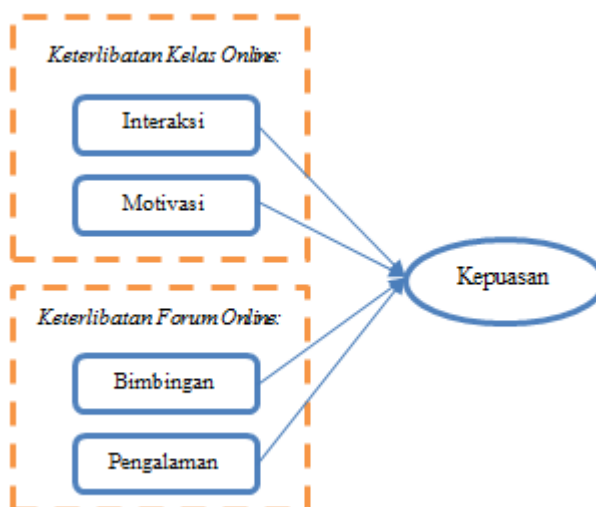 Keterlibatan Kelas Online:
Interaksi
Motivasi
Kepuasan
Keterlibatan Forum Online:
Bimbingan
Pengalaman